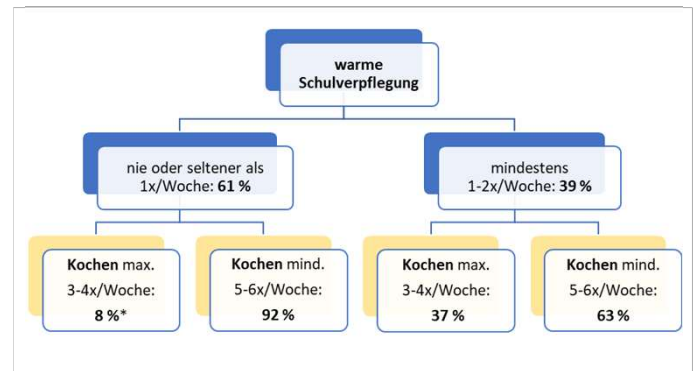 warme
Schulverpflegung
nie oder seltener als
1x/Woche: 61 %
mindestens
1-2x/Woche: 39 %
Kochen max.
3-4x/Woche:
8 %*
Kochen mind.
5-6x/Woche:
92 %
Kochen max.
3-4x/Woche:
37 %
Kochen mind.
5-6x/Woche:
63 %